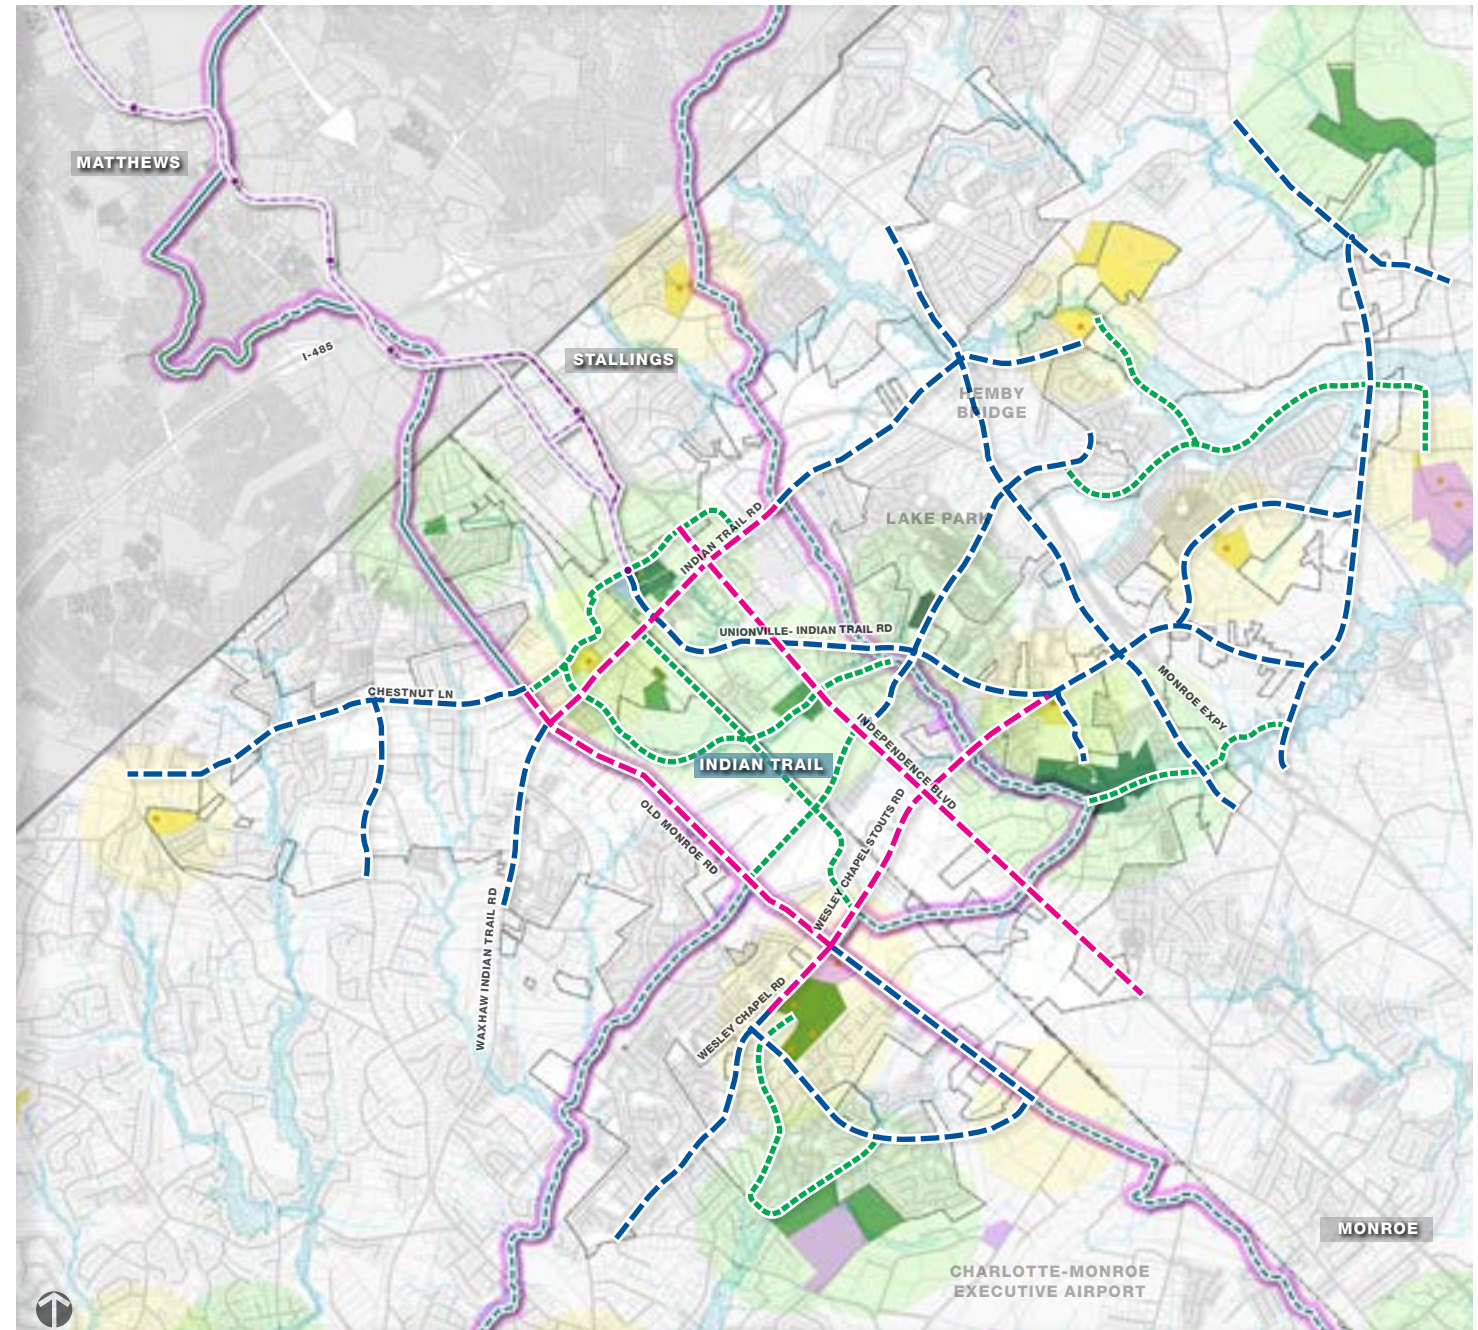 MATTHEWS
I-485
STALLINGS
HEMBY
BRIDGE
LAKE PARK
INDIAN TRAIL RD
UNIONVILLE- INDIAN TRAIL RD
CHESTNUT LN
MONROE EXPY
INDEPENDENCE BLVD
INDIAN TRAIL
OLD MONROE RD
WESLEY CHAPEL STOUTS RD
WAXHAW INDIAN TRAIL RD
WESLEY CHAPEL RD
MONROE
CHARLOTTE-MONROE
EXECUTIVE AIRPORT